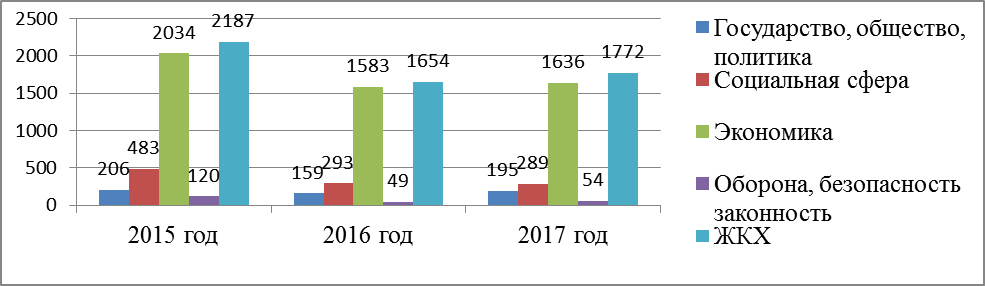 2500
2000
1500
1000
500
0
206
483
2034
120
2187
159
293
1583
49
1654
195
289
1636
54
1772
2015 год
2016 год
2017 год
Государство, общество,
политика
Социальная сфера
Экономика
Оборона, безопасность
законность
ЖКХ